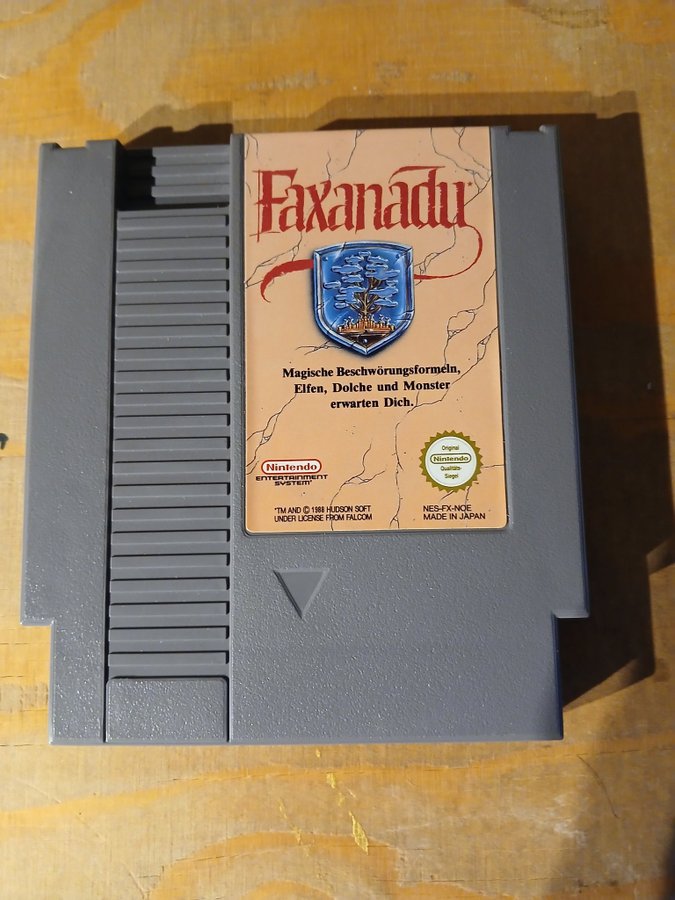 Faxanadu
Magische Beschwörungsformeln,
Elfen, Dolche und Monster
erwarten Dich.
Original
Nintendo
Qualitäts-
Siegel
Nintendo
ENTERTAINMENT
SYSTEM
™ AND © 1988 HUDSON SOFT
UNDER LICENSE FROM FALCOM
NES-FX-NOE
MADE IN JAPAN